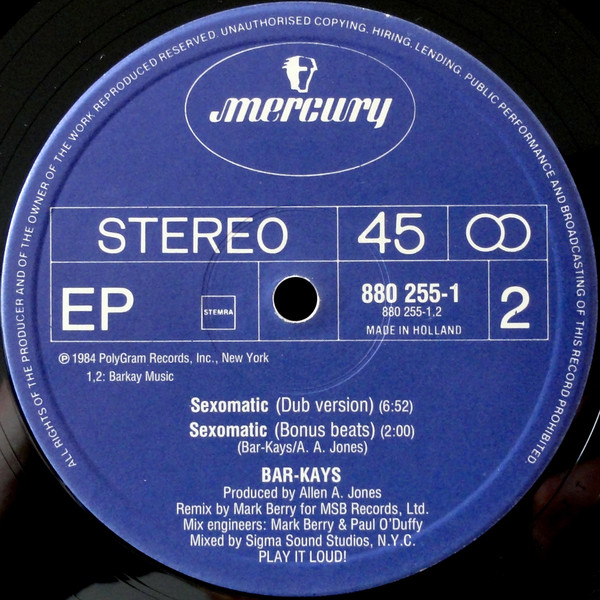 ALL RIGHTS OF THE PRODUCER AND OF THE OWNER OF THE WORK REPRODUCED RESERVED. UNAUTHORISED COPYING, HIRING, LENDING, PUBLIC PERFORMANCE AND BROADCASTING OF THIS RECORD PROHIBITED.
mercury
STEREO 45
EP STEMRA 880 255-1 2
880 255-1.2
MADE IN HOLLAND
℗ 1984 PolyGram Records, Inc., New York
1,2: Barkay Music
Sexomatic (Dub version) (6:52)
Sexomatic (Bonus beats) (2:00)
(Bar-Kays/A. A. Jones)
BAR-KAYS
Produced by Allen A. Jones
Remix by Mark Berry for MSB Records, Ltd.
Mix engineers: Mark Berry & Paul O'Duffy
Mixed by Sigma Sound Studios, N.Y.C.
PLAY IT LOUD!